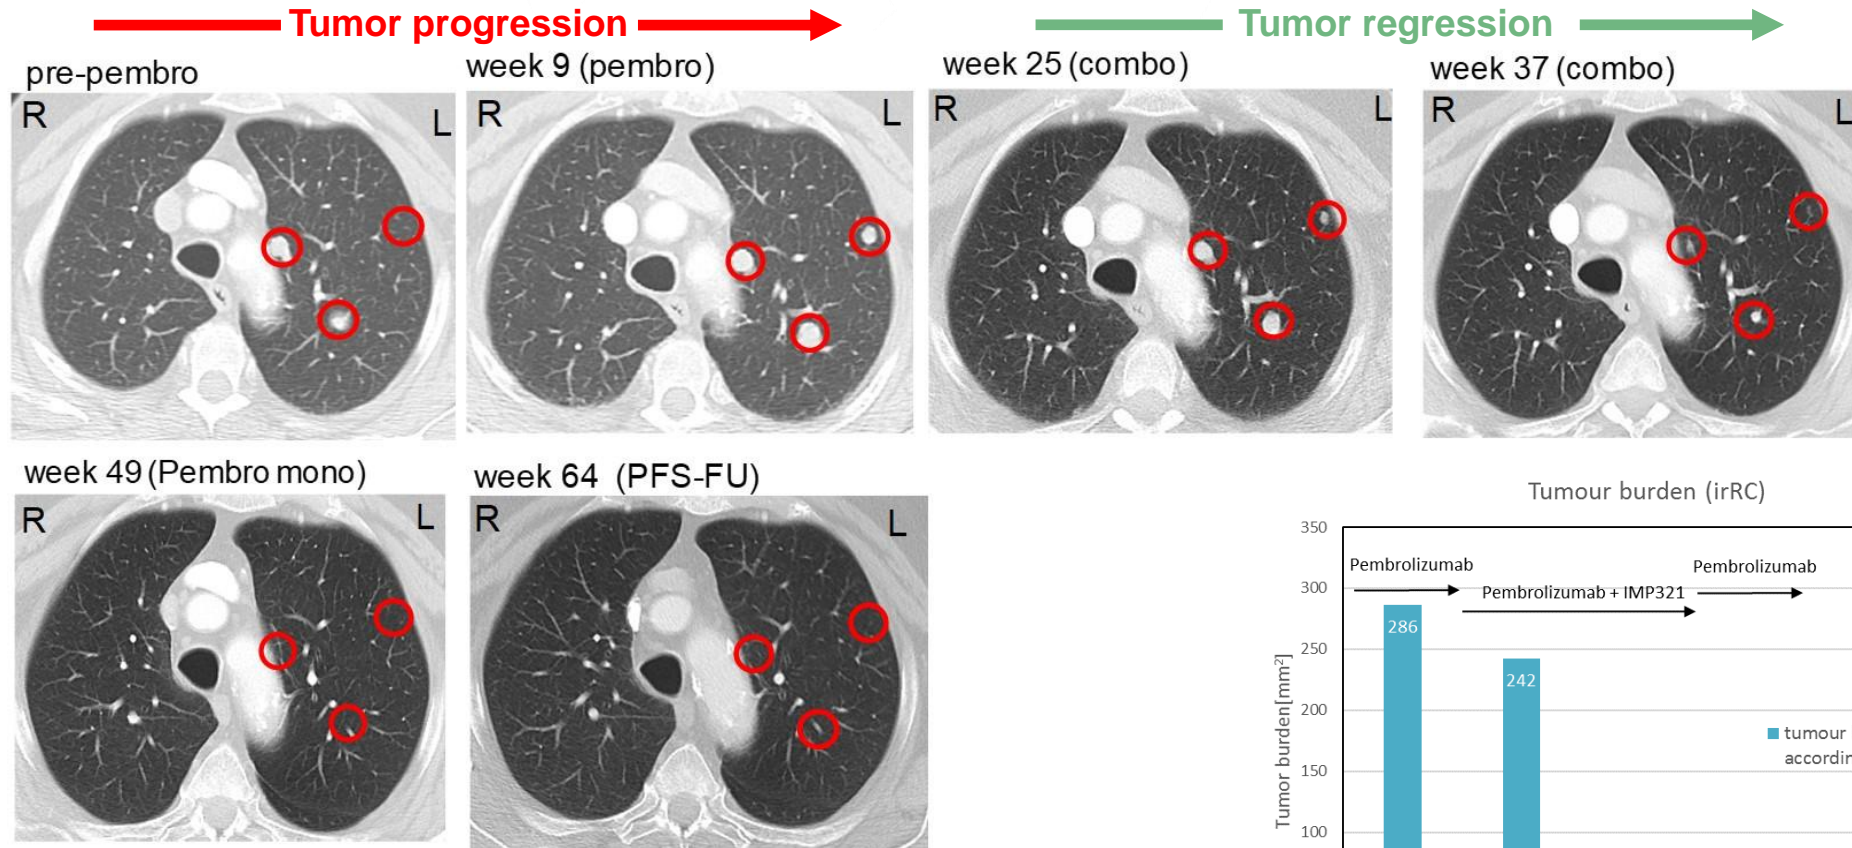 Tumor progression
Tumor regression
pre-pembro
week 9 (pembro)
week 25 (combo)
week 37 (combo)
R
L
R
L
R
L
R
L
week 49 (Pembro mono)
week 64 (PFS-FU)
R
L
R
L
Tumour burden (irRC)
350
300
250
200
150
100
Tumor burden[mm²]
Pembrolizumab
Pembrolizumab + IMP321
Pembrolizumab
286
242
tumour
accordin